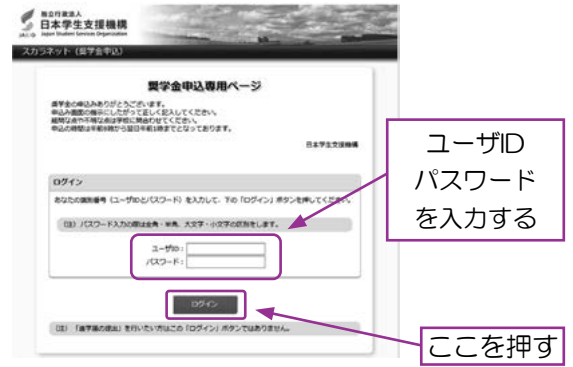 独立行政法人
日本学生支援機構
JASSO Japan Student Services Organization
スカラネット（奨学金申込）
奨学金申込専用ページ
奨学金の申込みありがとうございます。
申込み画面の指示にしたがって正しく記入してください。
疑問な点や不明な点は学校に問合わせてください。
申込の時間は午前8時から翌日午前1時までとなっております。
日本学生支援機構
ログイン
あなたの識別番号（ユーザIDとパスワード）を入力して、下の「ログイン」ボタンを押してください。
（注）パスワード入力の際は全角・半角、大文字・小文字の区別をします。
ユーザID：
パスワード：
ログイン
（注）「進学届の提出」を行いたい方はこの「ログイン」ボタンではありません。
ユーザID
パスワード
を入力する
ここを押す